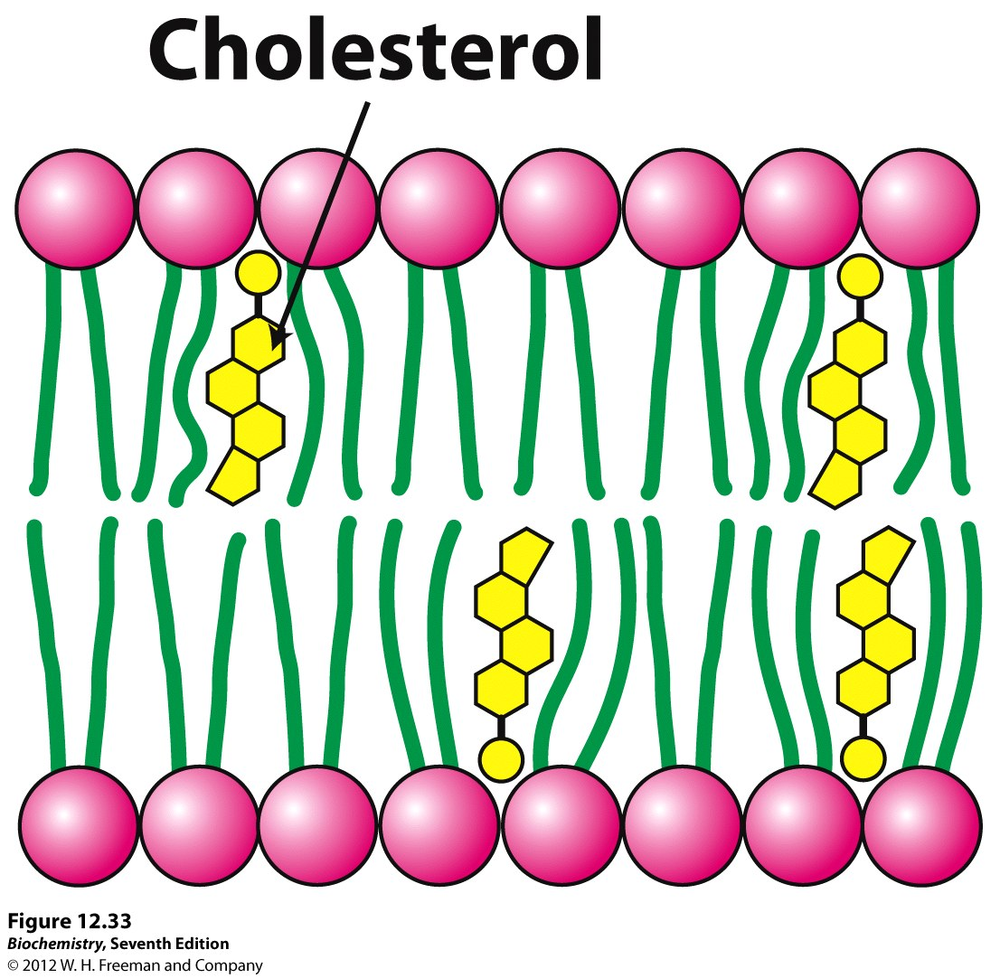 Cholesterol
Figure 12.33
Biochemistry, Seventh Edition
© 2012 W. H. Freeman and Company